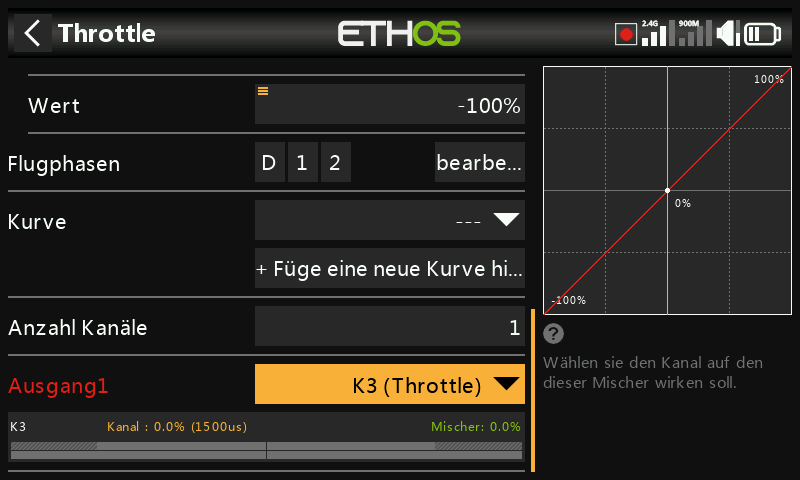 Throttle
ETHOS
2.4G
900M
Wert
-100%
Flugphasen
D
1
2
bearbe...
Kurve
---
+ Füge eine neue Kurve hi...
Anzahl Kanäle
1
Ausgang1
K3 (Throttle)
K3
Kanal : 0.0% (1500us)
Mischer: 0.0%
100%
0%
-100%
?
Wählen sie den Kanal auf den
dieser Mischer wirken soll.